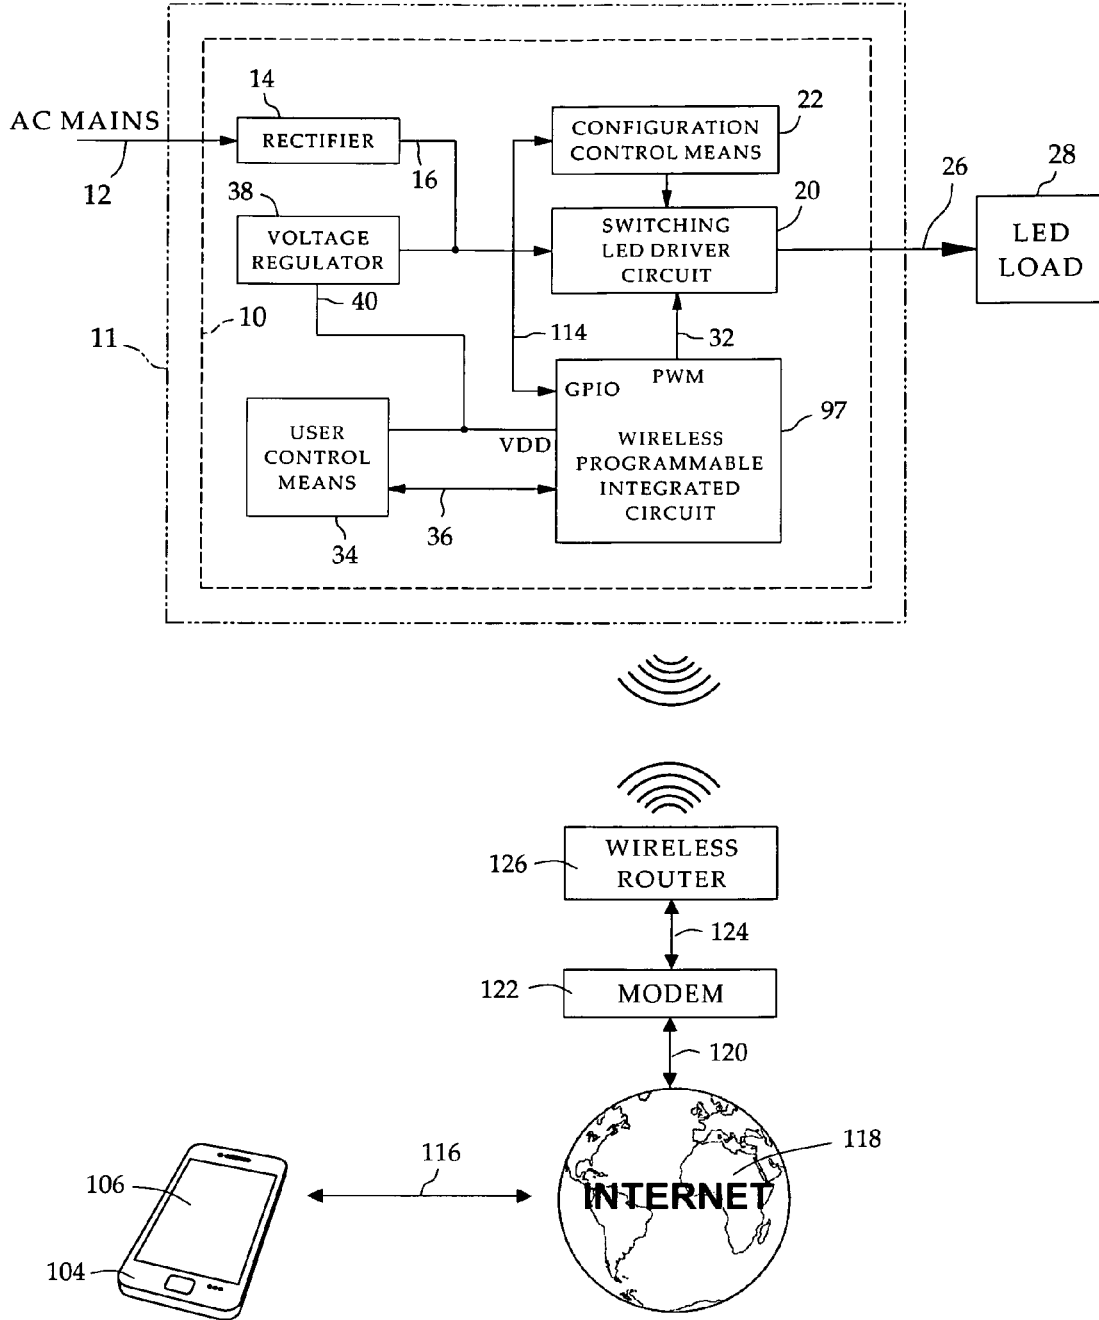 14
22
AC MAINS
RECTIFIER
CONFIGURATION
CONTROL MEANS
12
16
38
20
26
28
VOLTAGE
REGULATOR
SWITCHING
LED DRIVER
CIRCUIT
LED
LOAD
40
10
11
114
32
PWM
GPIO
97
USER
CONTROL
MEANS
VDD
WIRELESS
PROGRAMMABLE
INTEGRATED
CIRCUIT
36
34
126
WIRELESS
ROUTER
124
122
MODEM
120
118
116
106
INTERNET
104